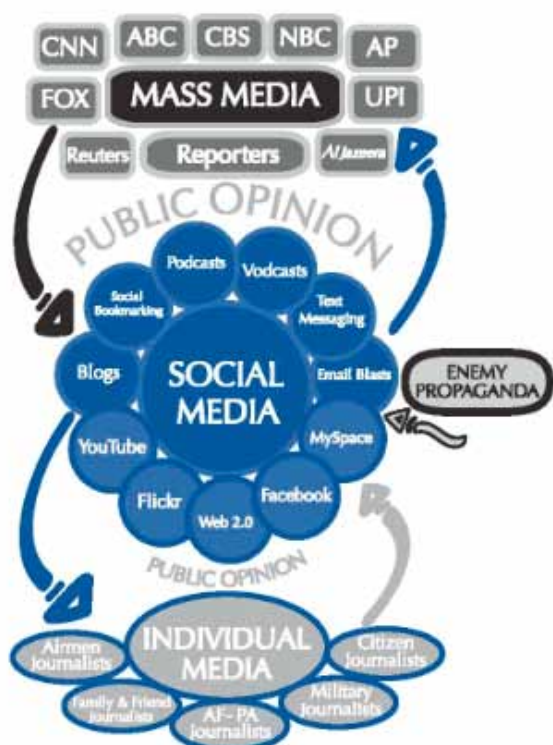 CNN
ABC
CBS
NBC
AP
FOX
MASS MEDIA
UPI
Reuters
Reporters
Al Jazeera
PUBLIC OPINION
Podcasts
Vodcasts
Social
Bookmarking
Text
Messaging
Blogs
SOCIAL
MEDIA
Email Blasts
ENEMY
PROPAGANDA
YouTube
MySpace
Flickr
Web 2.0
Facebook
PUBLIC OPINION
INDIVIDUAL
MEDIA
Airmen
Journalists
Citizen
Journalists
Family & Friend
Journalists
AF-PA
Journalists
Military
Journalists